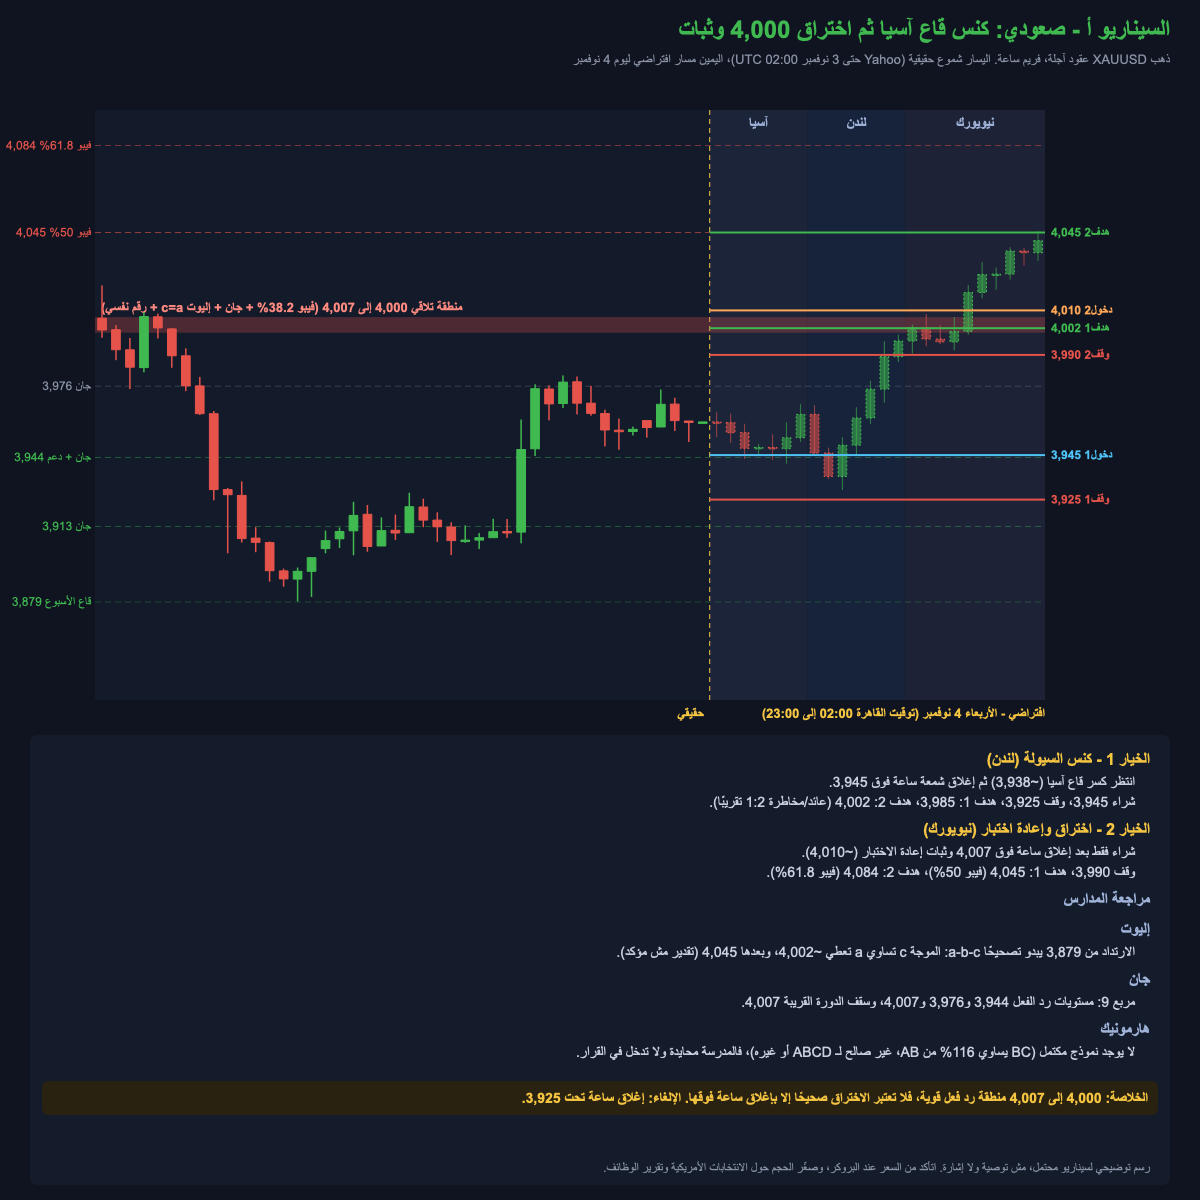 السيناريو أ - صعودي: كنس قاع آسيا ثم اختراق 4,000 وثبات
ذهب XAUUSD عقود آجلة، فريم ساعة. اليسار شموع حقيقية (Yahoo حتى 3 نوفمبر 02:00 UTC)، اليمين مسار افتراضي ليوم 4 نوفمبر
آسيا
لندن
نيويورك
فيبو 61.8% 4,084
فيبو 50% 4,045
منطقة تلاقي 4,000 إلى 4,007 (فيبو 38.2% + جان + إليوت c=a + رقم نفسي)
جان 3,976
جان + دعم 3,944
جان 3,913
قاع الأسبوع 3,879
هدف2 4,045
دخول2 4,010
هدف1 4,002
وقف2 3,990
دخول1 3,945
وقف1 3,925
حقيقي
افتراضي - الأربعاء 4 نوفمبر (توقيت القاهرة 02:00 إلى 23:00)
الخيار 1 - كنس السيولة (لندن)
انتظر كسر قاع آسيا (~3,938) ثم إغلاق شمعة ساعة فوق 3,945.
شراء 3,945، وقف 3,925، هدف 1: 3,985، هدف 2: 4,002 (عائد/مخاطرة 1:2 تقريبًا).
الخيار 2 - اختراق وإعادة اختبار (نيويورك)
شراء فقط بعد إغلاق ساعة فوق 4,007 وثبات إعادة الاختبار (~4,010).
وقف 3,990، هدف 1: 4,045 (فيبو 50%)، هدف 2: 4,084 (فيبو 61.8%).
مراجعة المدارس
إليوت
الارتداد من 3,879 يبدو تصحيحًا a-b-c: الموجة c تساوي a تعطي ~4,002، وبعدها 4,045 (تقدير مش مؤكد).
جان
مربع 9: مستويات رد الفعل 3,944 و3,976 و4,007، وسقف الدورة القريبة 4,007.
هارمونيك
لا يوجد نموذج مكتمل (BC يساوي 116% من AB، غير صالح لـ ABCD أو غيره)، فالمدرسة محايدة ولا تدخل في القرار.
الخلاصة: 4,000 إلى 4,007 منطقة رد فعل قوية، فلا تعتبر الاختراق صحيحًا إلا بإغلاق ساعة فوقها. الإلغاء: إغلاق ساعة تحت 3,925.
رسم توضيحي لسيناريو محتمل، مش توصية ولا إشارة. اتأكد من السعر عند البروكر، وصغّر الحجم حول الانتخابات الأمريكية وتقرير الوظائف.